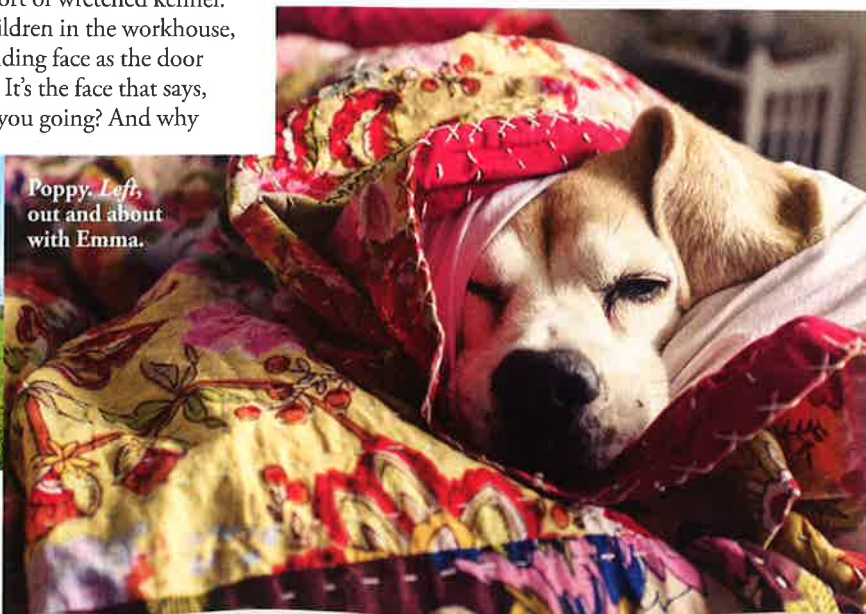 ort of wretched kennel.
ildren in the workhouse,
ding face as the door
It's the face that says,
you going? And why
Poppy. Left,
out and about
with Emma.